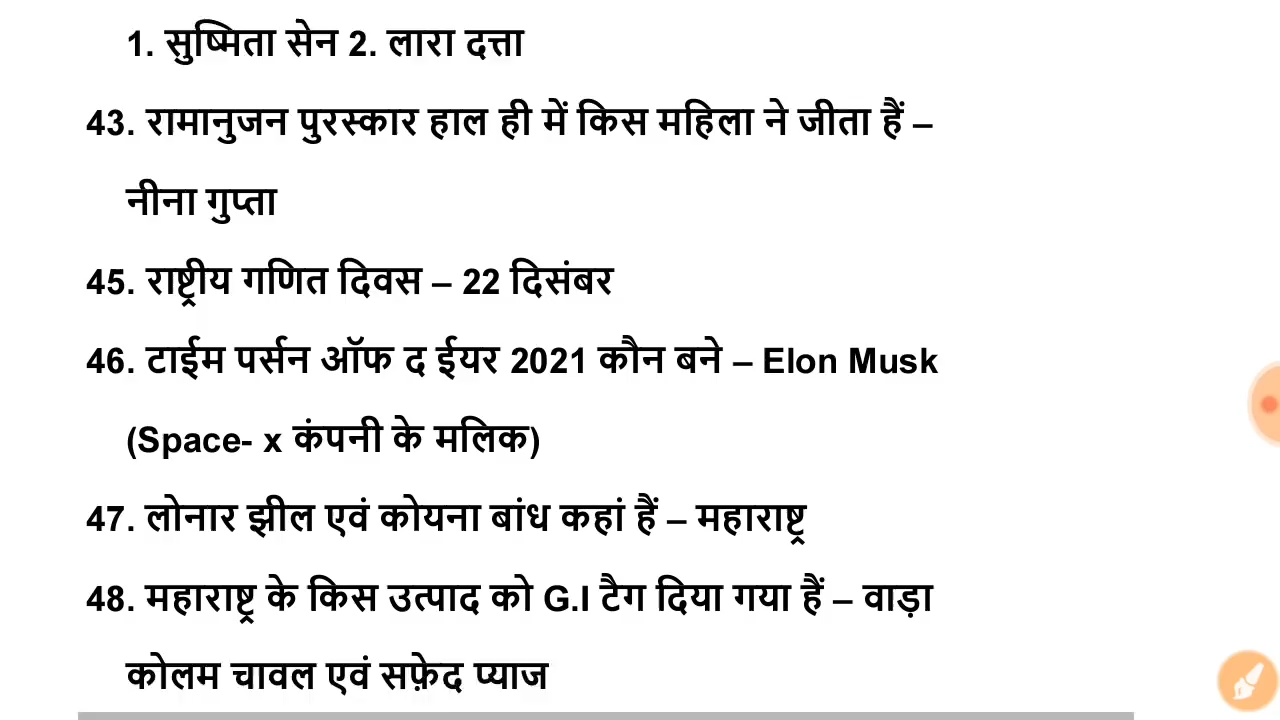 1. सुष्मिता सेन 2. लारा दत्ता
43. रामानुजन पुरस्कार हाल ही में किस महिला ने जीता हैं –
नीना गुप्ता
45. राष्ट्रीय गणित दिवस – 22 दिसंबर
46. टाईम पर्सन ऑफ द ईयर 2021 कौन बने – Elon Musk
(Space- x कंपनी के मलिक)
47. लोनार झील एवं कोयना बांध कहां हैं – महाराष्ट्र
48. महाराष्ट्र के किस उत्पाद को G.I टैग दिया गया हैं – वाड़ा
कोलम चावल एवं सफ़ेद प्याज